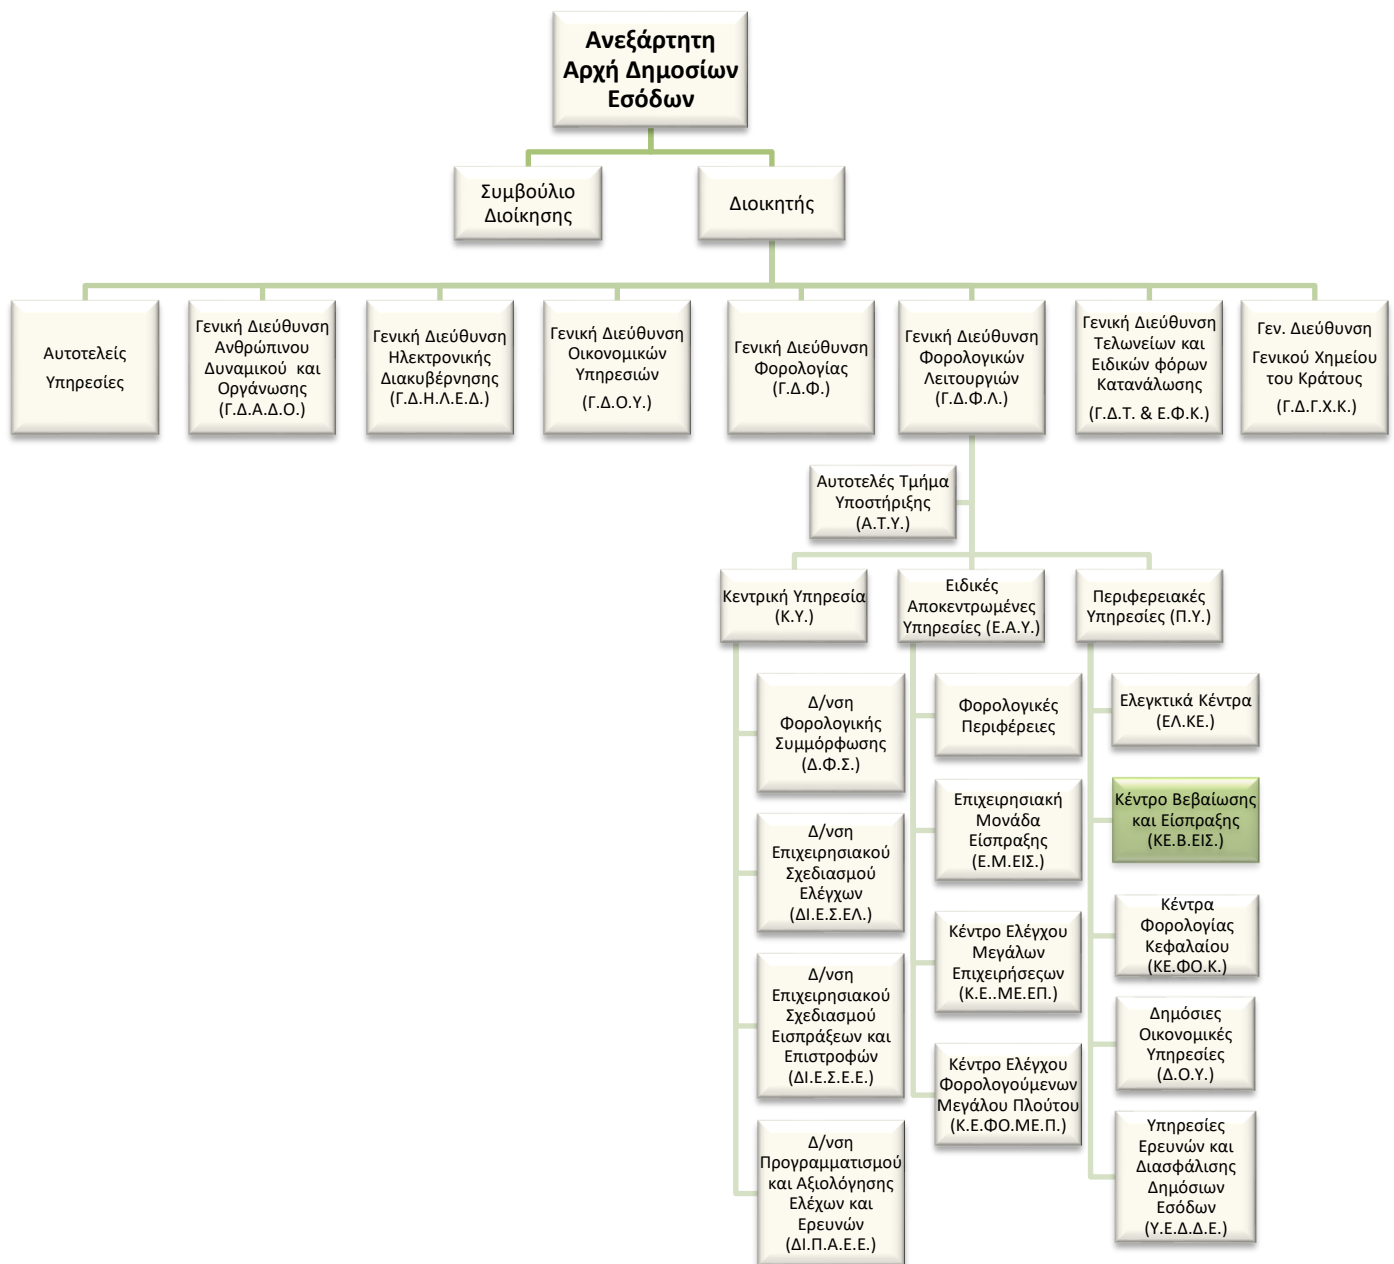 Ανεξάρτητη
Αρχή Δημοσίων
Εσόδων
Συμβούλιο
Διοίκησης
Διοικητής
Αυτοτελείς
Υπηρεσίες
Γενική Διεύθυνση
Ανθρώπινου
Δυναμικού και
Οργάνωσης
(Γ.Δ.Α.Δ.Ο.)
Γενική Διεύθυνση
Ηλεκτρονικής
Διακυβέρνησης
(Γ.Δ.Η.Λ.Ε.Δ.)
Γενική Διεύθυνση
Οικονομικών
Υπηρεσιών
(Γ.Δ.Ο.Υ.)
Γενική Διεύθυνση
Φορολογίας
(Γ.Δ.Φ.)
Γενική Διεύθυνση
Φορολογικών
Λειτουργιών
(Γ.Δ.Φ.Λ.)
Γενική Διεύθυνση
Τελωνείων και
Ειδικών φόρων
Κατανάλωσης
(Γ.Δ.Τ. & Ε.Φ.Κ.)
Γεν. Διεύθυνση
Γενικού Χημείου
του Κράτους
(Γ.Δ.Γ.Χ.Κ.)
Αυτοτελές Τμήμα
Υποστήριξης
(Α.Τ.Υ.)
Κεντρική Υπηρεσία
(Κ.Υ.)
Ειδικές
Αποκεντρωμένες
Υπηρεσίες (Ε.Α.Υ.)
Περιφερειακές
Υπηρεσίες (Π.Υ.)
Δ/νση
Φορολογικής
Συμμόρφωσης
(Δ.Φ.Σ.)
Δ/νση
Επιχειρησιακού
Σχεδιασμού
Ελέγχων
(ΔΙ.Ε.Σ.ΕΛ.)
Δ/νση
Επιχειρησιακού
Σχεδιασμού
Εισπράξεων και
Επιστροφών
(ΔΙ.Ε.Σ.Ε.Ε.)
Δ/νση
Προγραμματισμού
και Αξιολόγησης
Ελέχων και
Ερευνών
(ΔΙ.Π.Α.Ε.Ε.)
Φορολογικές
Περιφέρειες
Επιχειρησιακή
Μονάδα
Είσπραξης
(Ε.Μ.ΕΙΣ.)
Κέντρο Ελέγχου
Μεγάλων
Επιχειρήσεςων
(Κ.Ε..ΜΕ.ΕΠ.)
Κέντρο Ελέγχου
Φορολογούμενων
Μεγάλου Πλούτου
(Κ.Ε.ΦΟ.ΜΕ.Π.)
Ελεγκτικά Κέντρα
(ΕΛ.ΚΕ.)
Κέντρο Βεβαίωσης
και Είσπραξης
(ΚΕ.Β.ΕΙΣ.)
Κέντρα
Φορολογίας
Κεφαλαίου
(ΚΕ.ΦΟ.Κ.)
Δημόσιες
Οικονομικές
Υπηρεσίες
(Δ.Ο.Υ.)
Υπηρεσίες
Ερευνών και
Διασφάλισης
Δημόσιων
Εσόδων
(Υ.Ε.Δ.Δ.Ε.)